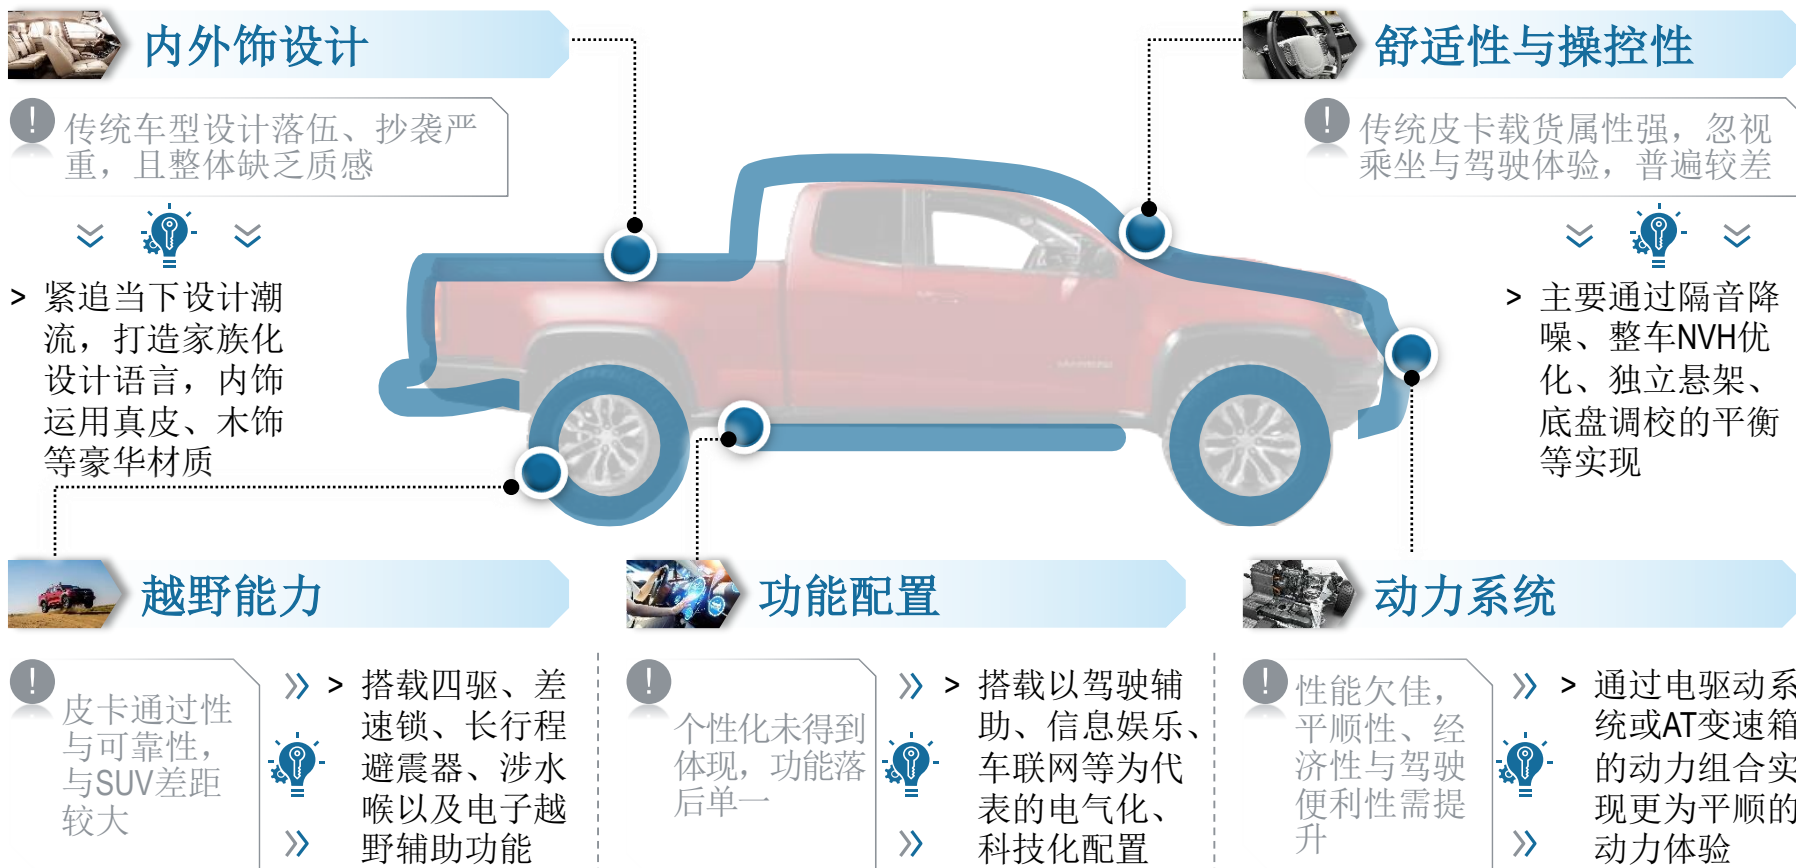 内外饰设计
!
传统车型设计落伍、抄袭严
重，且整体缺乏质感
> 紧追当下设计潮
流，打造家族化
设计语言，内饰
运用真皮、木饰
等豪华材质
舒适性与操控性
!
传统皮卡载货属性强，忽视
乘坐与驾驶体验，普遍较差
> 主要通过隔音降
噪、整车NVH优
化、独立悬架、
底盘调校的平衡
等实现
越野能力
!
皮卡通过性
与可靠性，
与SUV差距
较大
> 搭载四驱、差
速锁、长行程
避震器、涉水
喉以及电子越
野辅助功能
功能配置
!
个性化未得到
体现，功能落
后单一
> 搭载以驾驶辅
助、信息娱乐、
车联网等为代
表的电气化、
科技化配置
动力系统
!
性能欠佳，
平顺性、经
济性与驾驶
便利性需提
升
> 通过电驱动系
统或AT变速箱
的动力组合实
现更为平顺的
动力体验